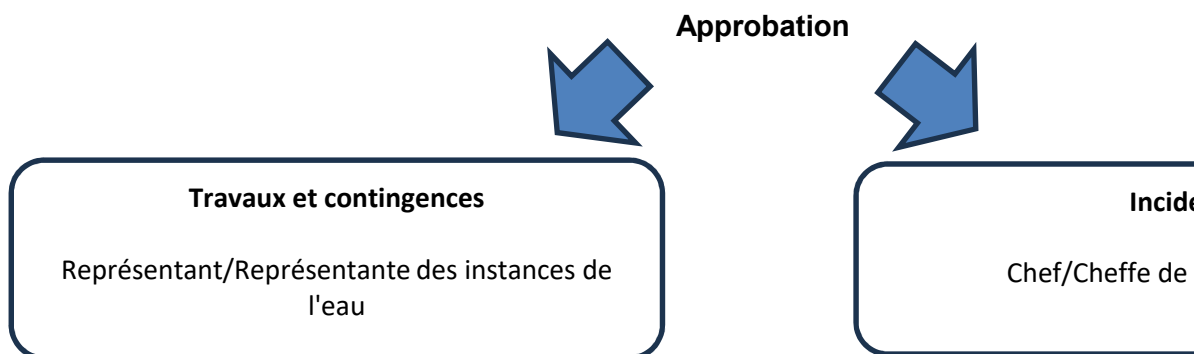 Approbation
Travaux et contingences
Représentant/Représentante des instances de
l'eau
Chef/Cheffe de